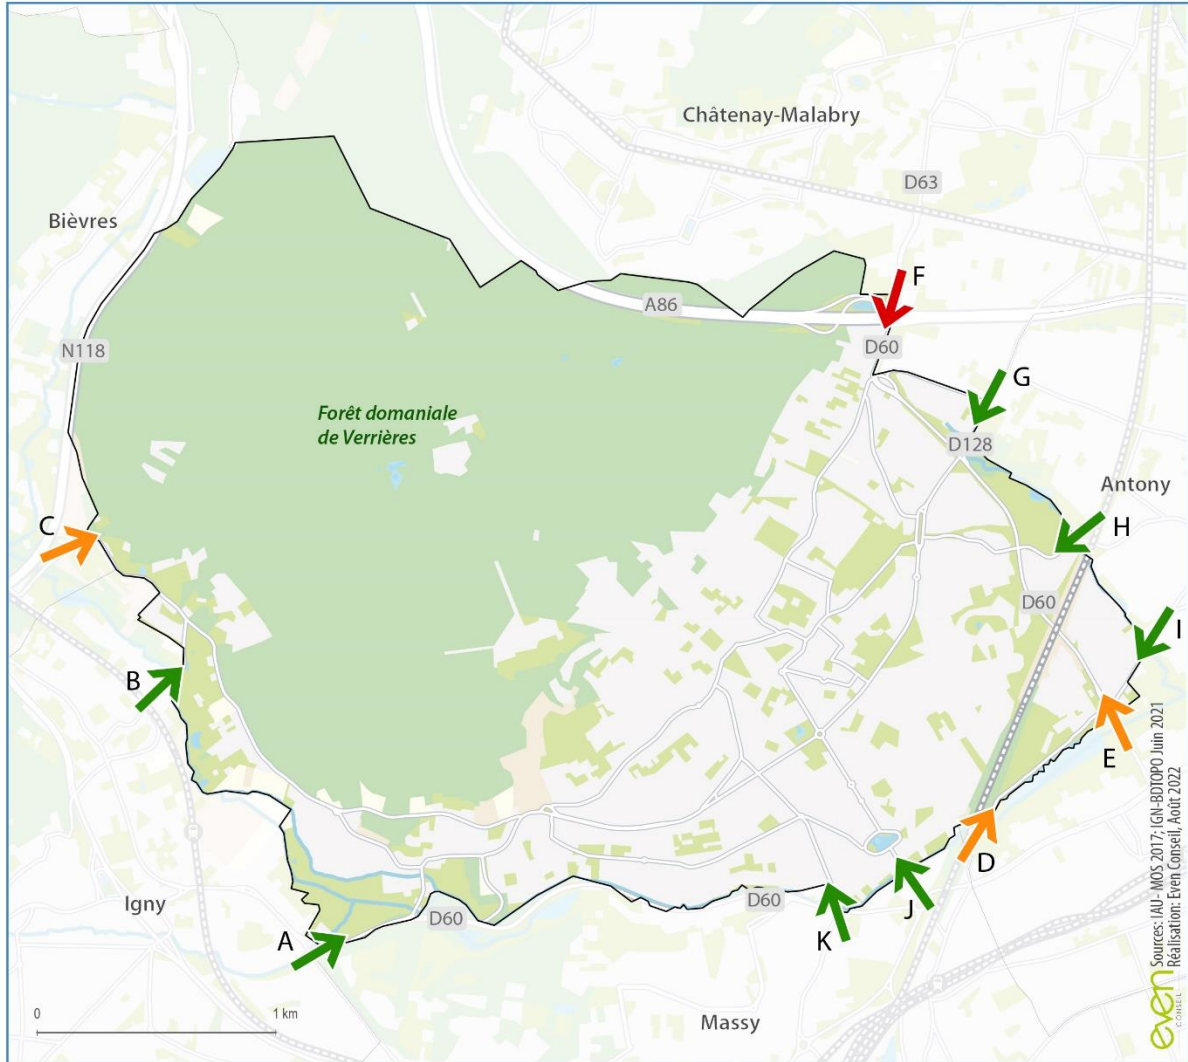 Châtenay-Malabry
D63
Bièvres
F
A86
N118
D60
G
Forêt domaniale
de Verrières
D128
Antony
C
H
D60
I
B
E
D
Igny
D60
D60
J
A
K
0
1 km
Massy
Sources: IAU - MOS 2017; IGN-BDTOPO Juin 2021
Réalisation: Even Conseil, Août 2022
even
CONSEIL